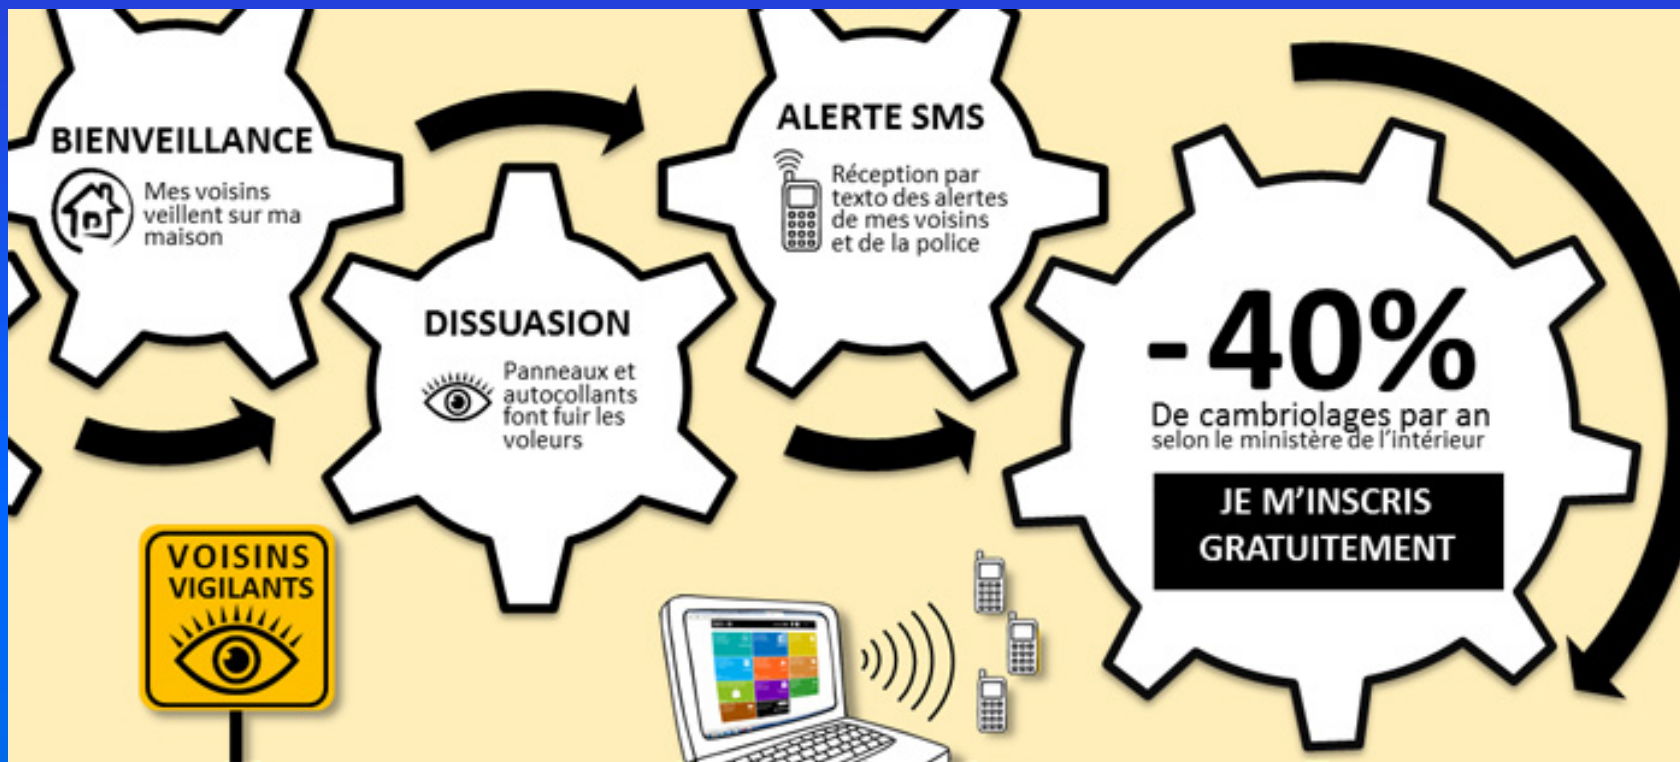 BIENVEILLANCE
Mes voisins
veillent sur ma
maison
DISSUASION
Panneaux et
autocollants
font fuir les
voleurs
ALERTE SMS
Réception par
texto des alertes
de mes voisins
et de la police
-40%
De cambriolages par an
selon le ministère de l'intérieur
JE M'INSCRIS
GRATUITEMENT
VOISINS
VIGILANTS